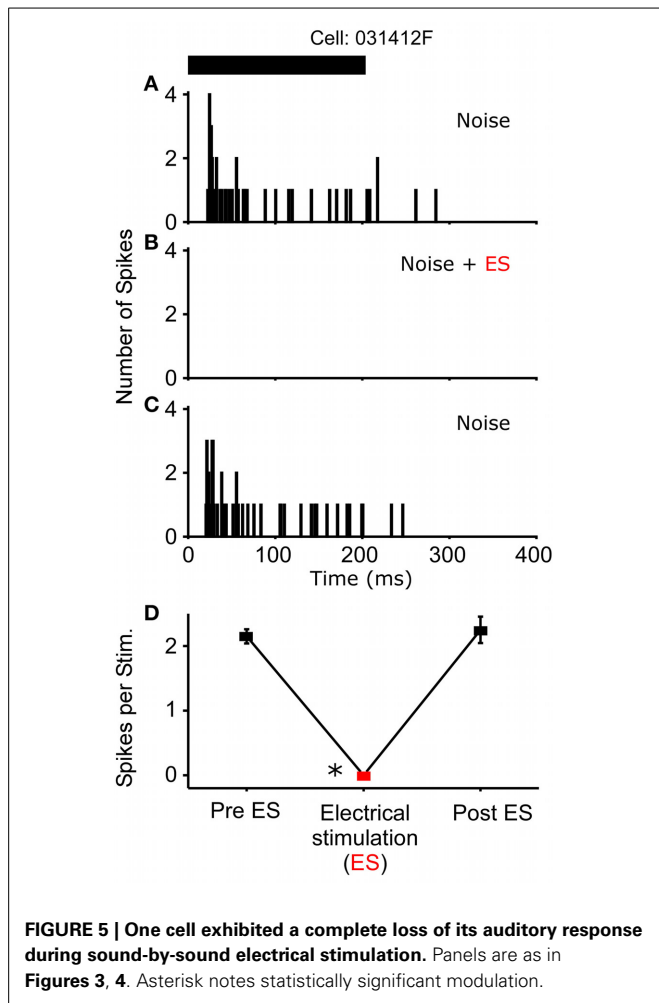 Cell: 031412F
A
4
2
0
Noise
B
4
2
0
Noise + ES
Number of Spikes
C
4
2
0
Noise
0 100 200 300 400
Time (ms)
D
2
1
0
Spikes per Stim.
*
Pre ES
Electrical
stimulation
(ES)
Post ES
FIGURE 5 | One cell exhibited a complete loss of its auditory response
during sound-by-sound electrical stimulation. Panels are as in
Figures 3, 4. Asterisk notes statistically significant modulation.